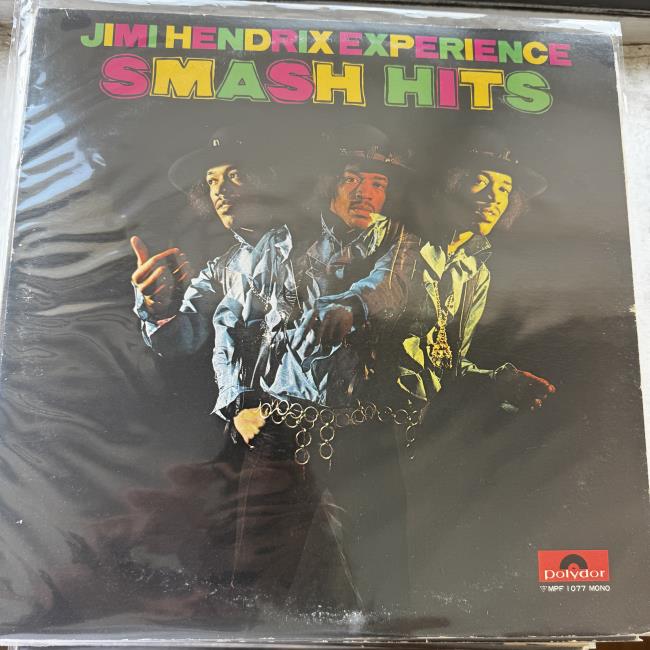 JIMI HENDRIX EXPERIENCE
SMASH HITS
polydor
MPF 1077 MONO